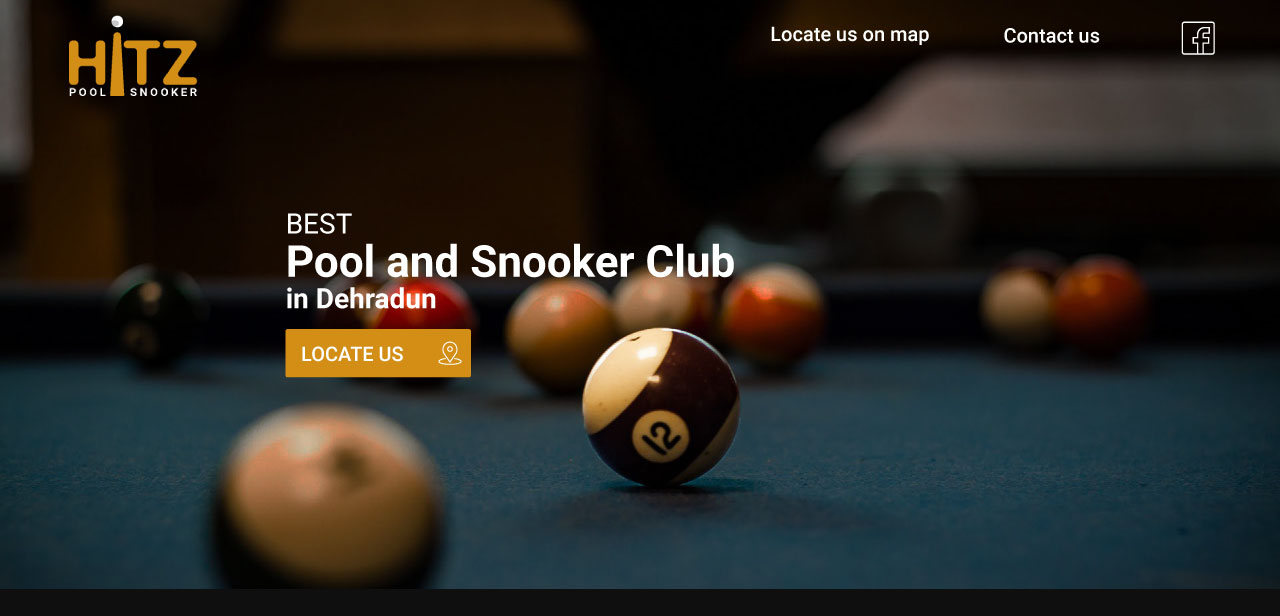 HiTZ
POOL SNOOKER
Locate us on map
Contact us
BEST
Pool and Snooker Club
in Dehradun
LOCATE US
12